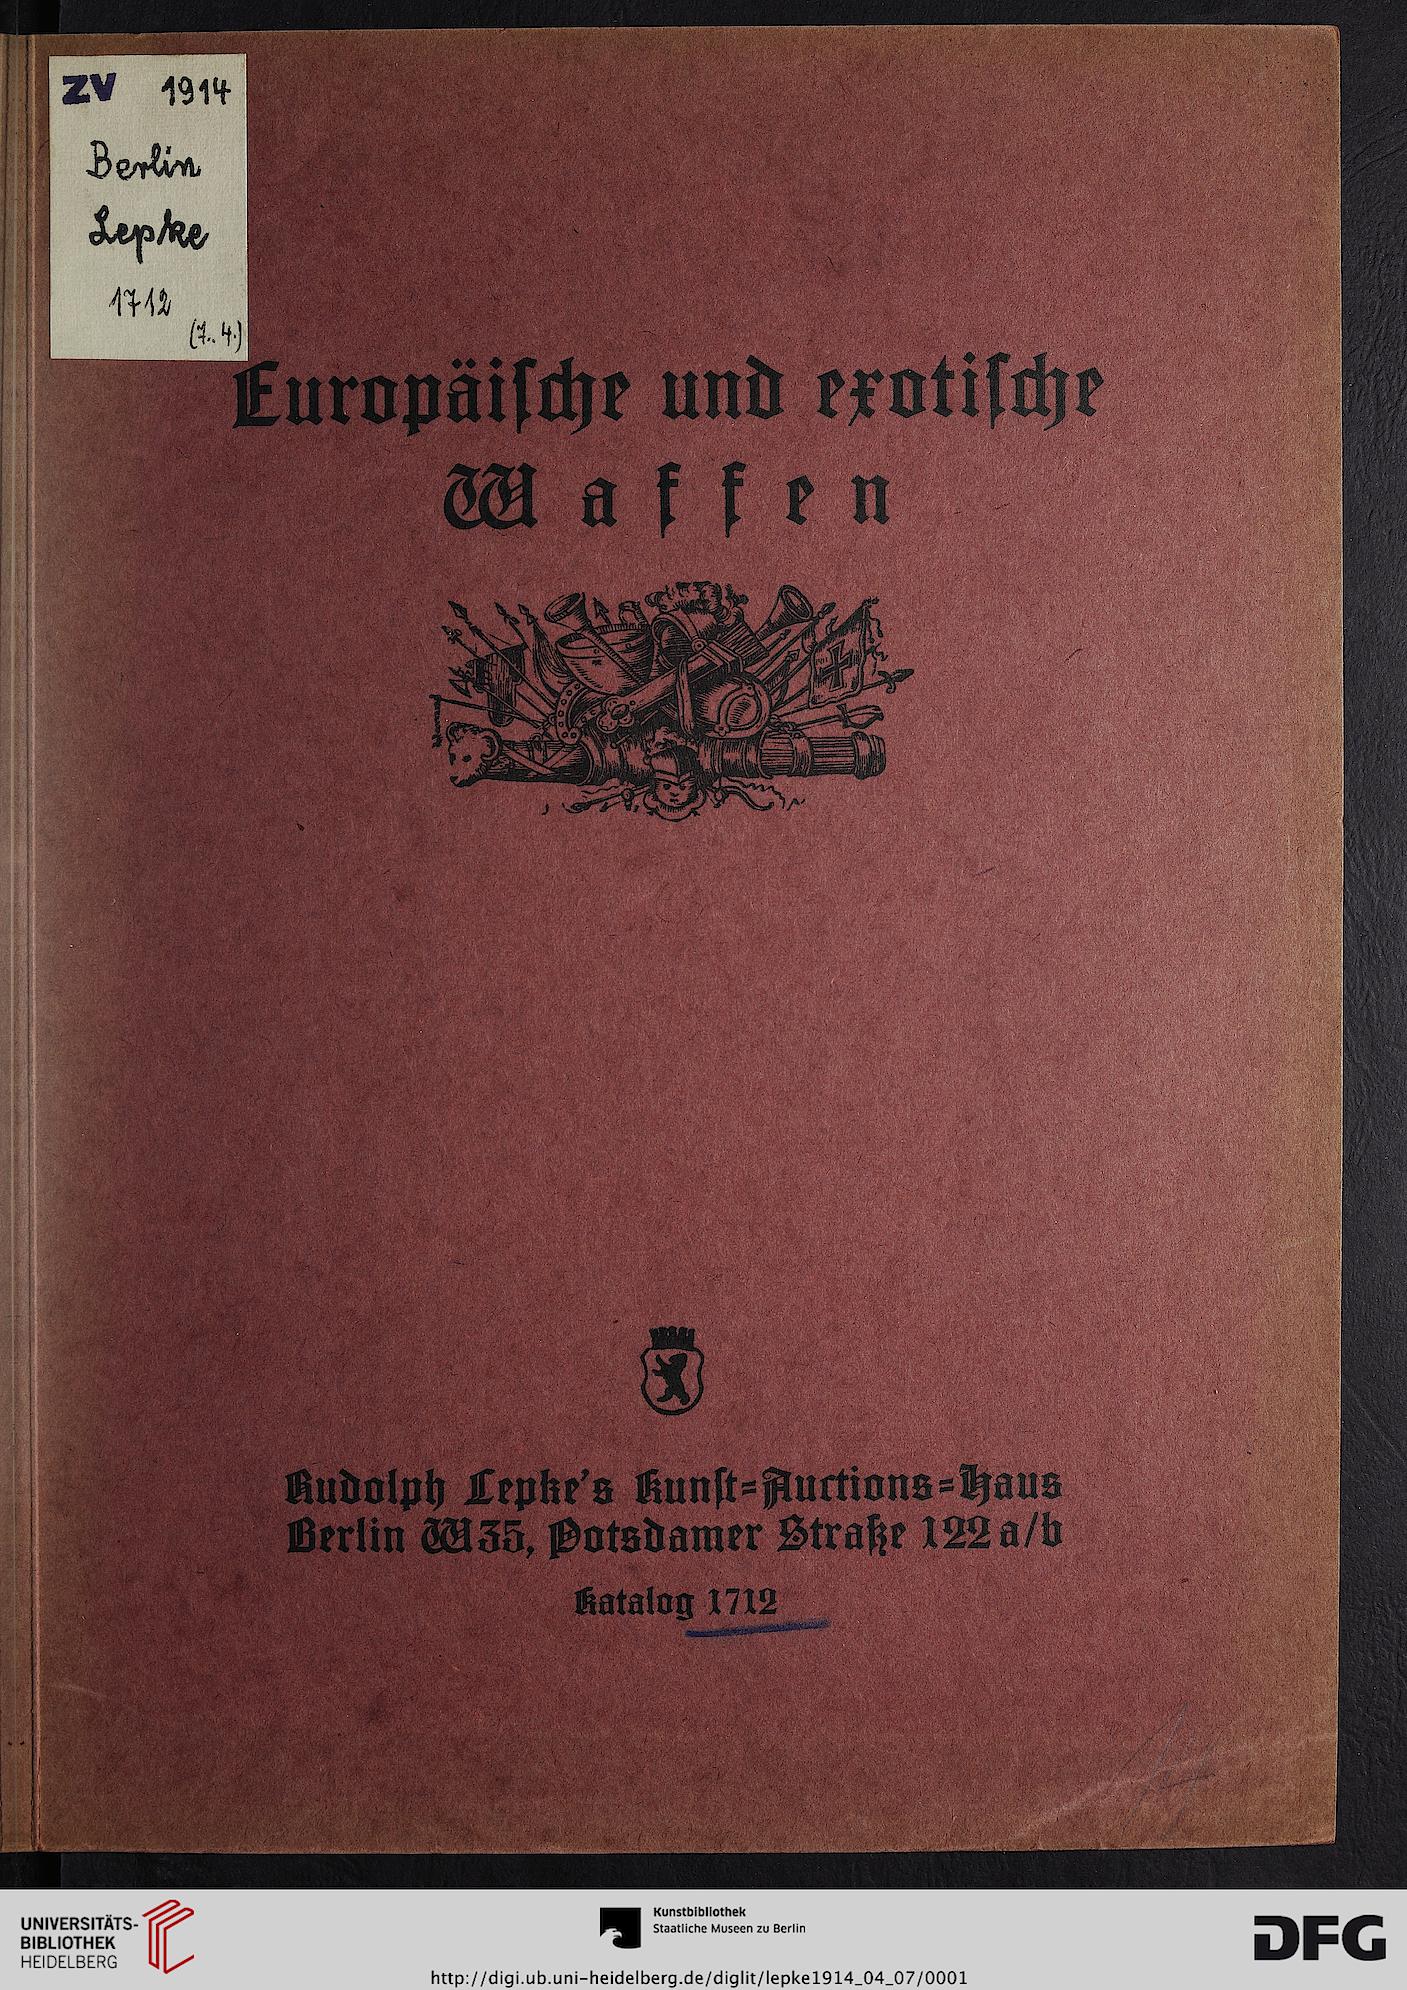 ZV 1914
Berlin
Lepke
1712
(7. 4.)
Europäiſche und exotiſche
Waffen
Rudolph Lepke's Kunſt=Auctions=Haus
Berlin W35, Potsdamer Straße 122a/b
Katalog 1712
UNIVERSITÄTS-
BIBLIOTHEK
HEIDELBERG
Kunstbibliothek
Staatliche Museen zu Berlin
http://digi.ub.uni-heidelberg.de/diglit/lepke1914_04_07/0001
DFG